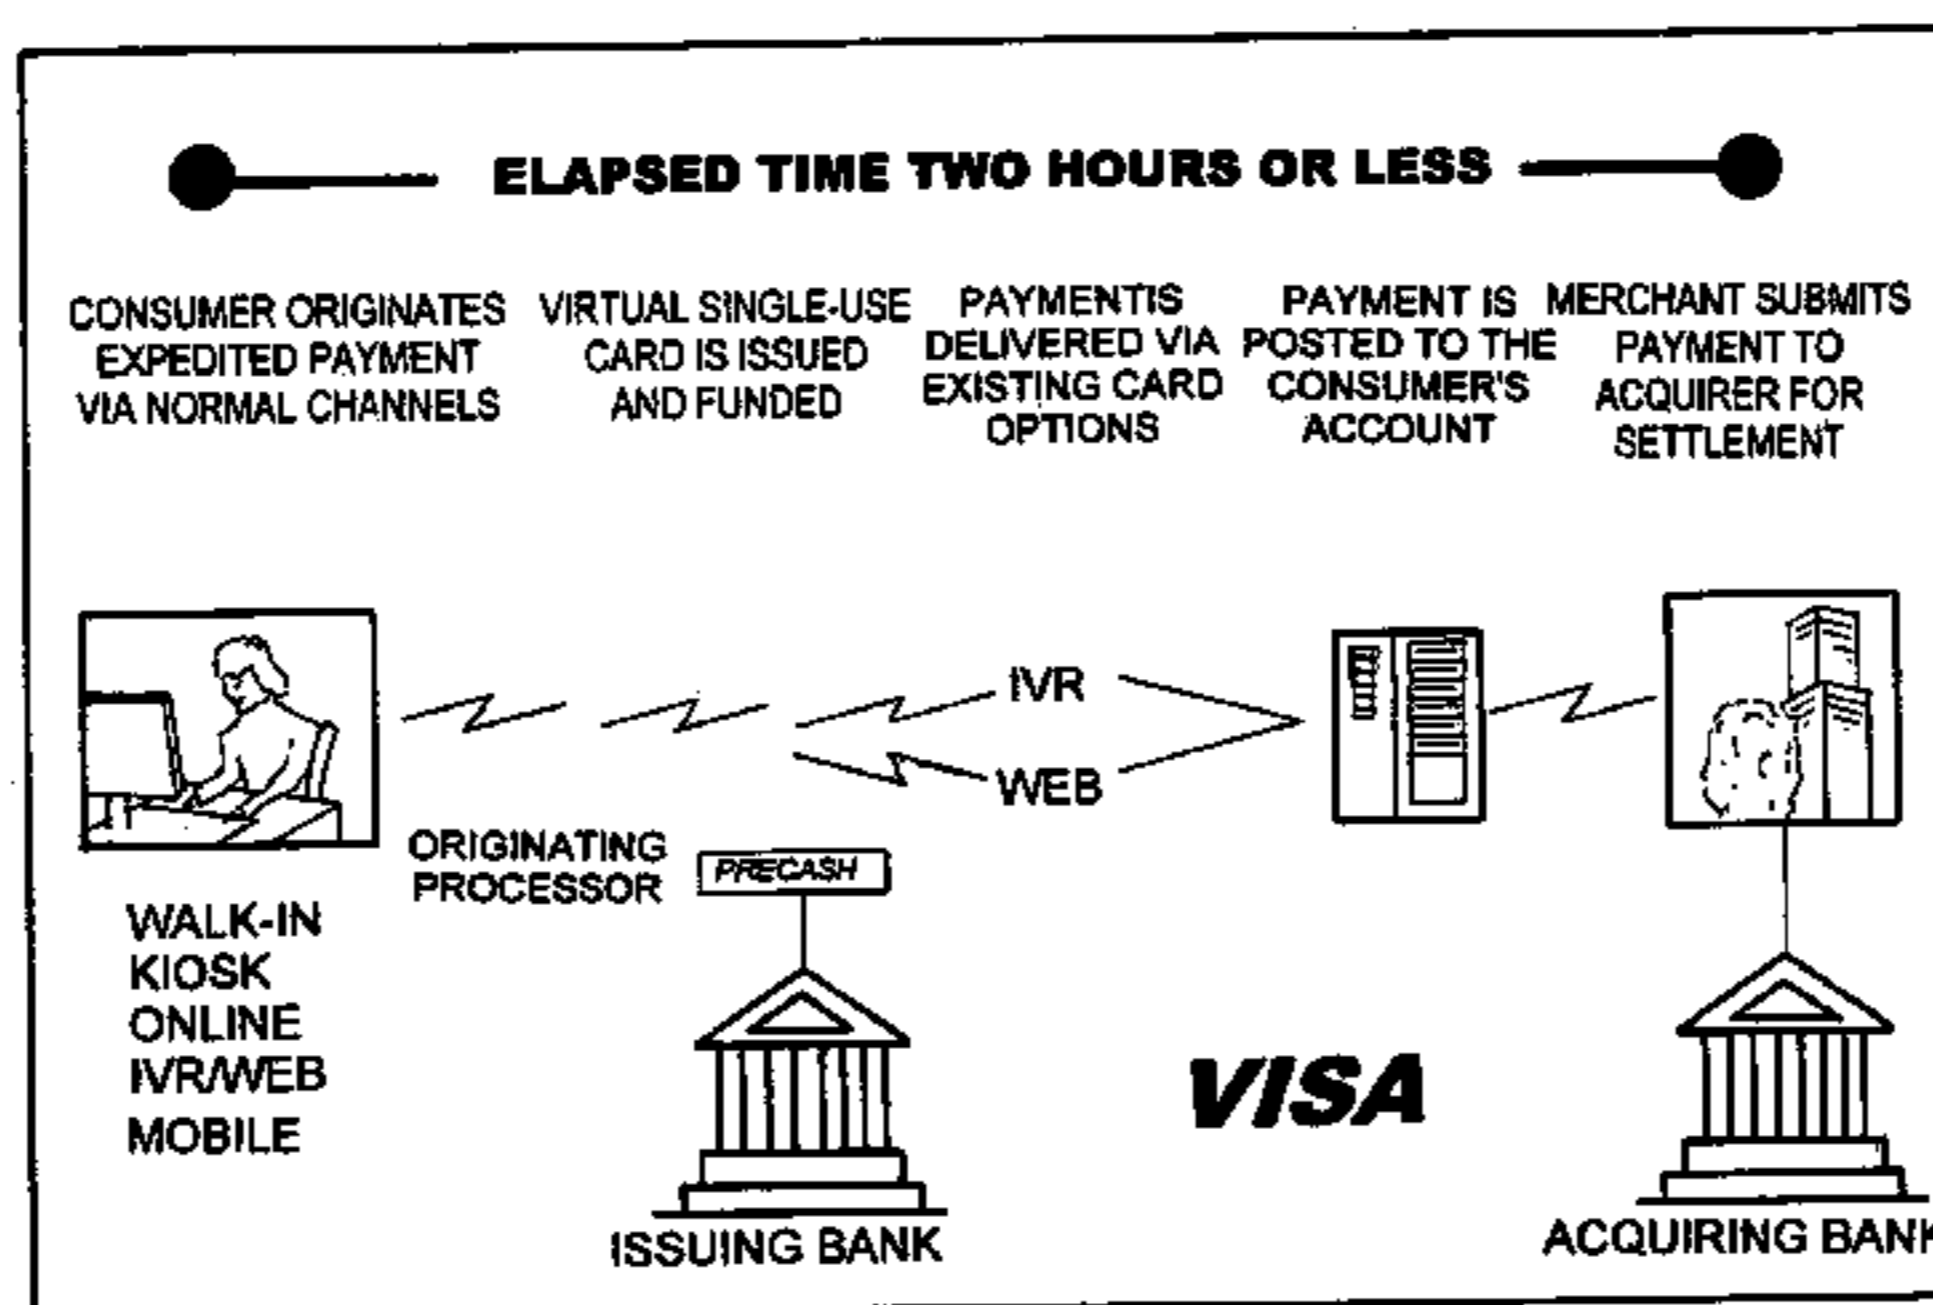 ELAPSED TIME TWO HOURS OR LESS
CONSUMER ORIGINATES
EXPEDITED PAYMENT
VIA NORMAL CHANNELS
VIRTUAL SINGLE-USE
CARD IS ISSUED
AND FUNDED
PAYMENTIS
DELIVERED VIA
EXISTING CARD
OPTIONS
PAYMENT IS
POSTED TO THE
CONSUMER'S
ACCOUNT
MERCHANT SUBMITS
PAYMENT TO
ACQUIRER FOR
SETTLEMENT
IVR
WEB
ORIGINATING
PROCESSOR
PRECASH
WALK-IN
KIOSK
ONLINE
IVR/WEB
MOBILE
VISA
ISSUING BANK
ACQUIRING BANK